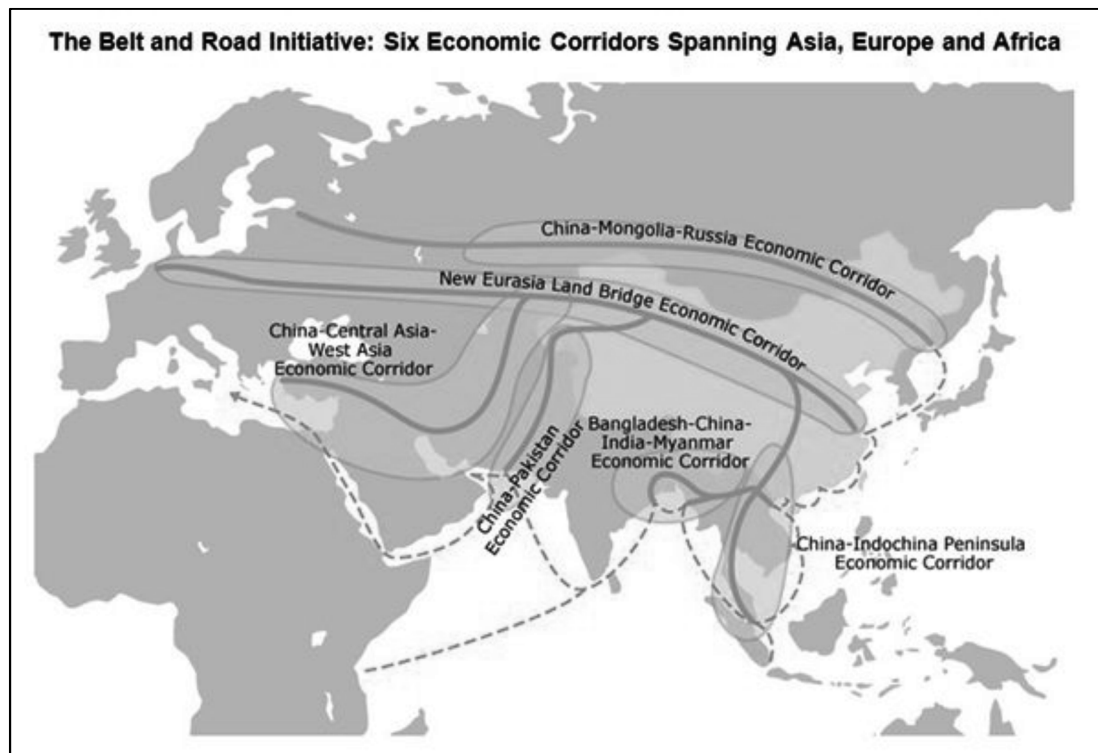 The Belt and Road Initiative: Six Economic Corridors Spanning Asia, Europe and Africa
China-Mongolia-Russia Economic Corridor
New Eurasia Land Bridge Economic Corridor
China-Central Asia-
West Asia
Economic Corridor
Bangladesh-China-
India-Myanmar
Economic Corridor
China-Pakistan
Economic Corridor
China-Indochina Peninsula
Economic Corridor